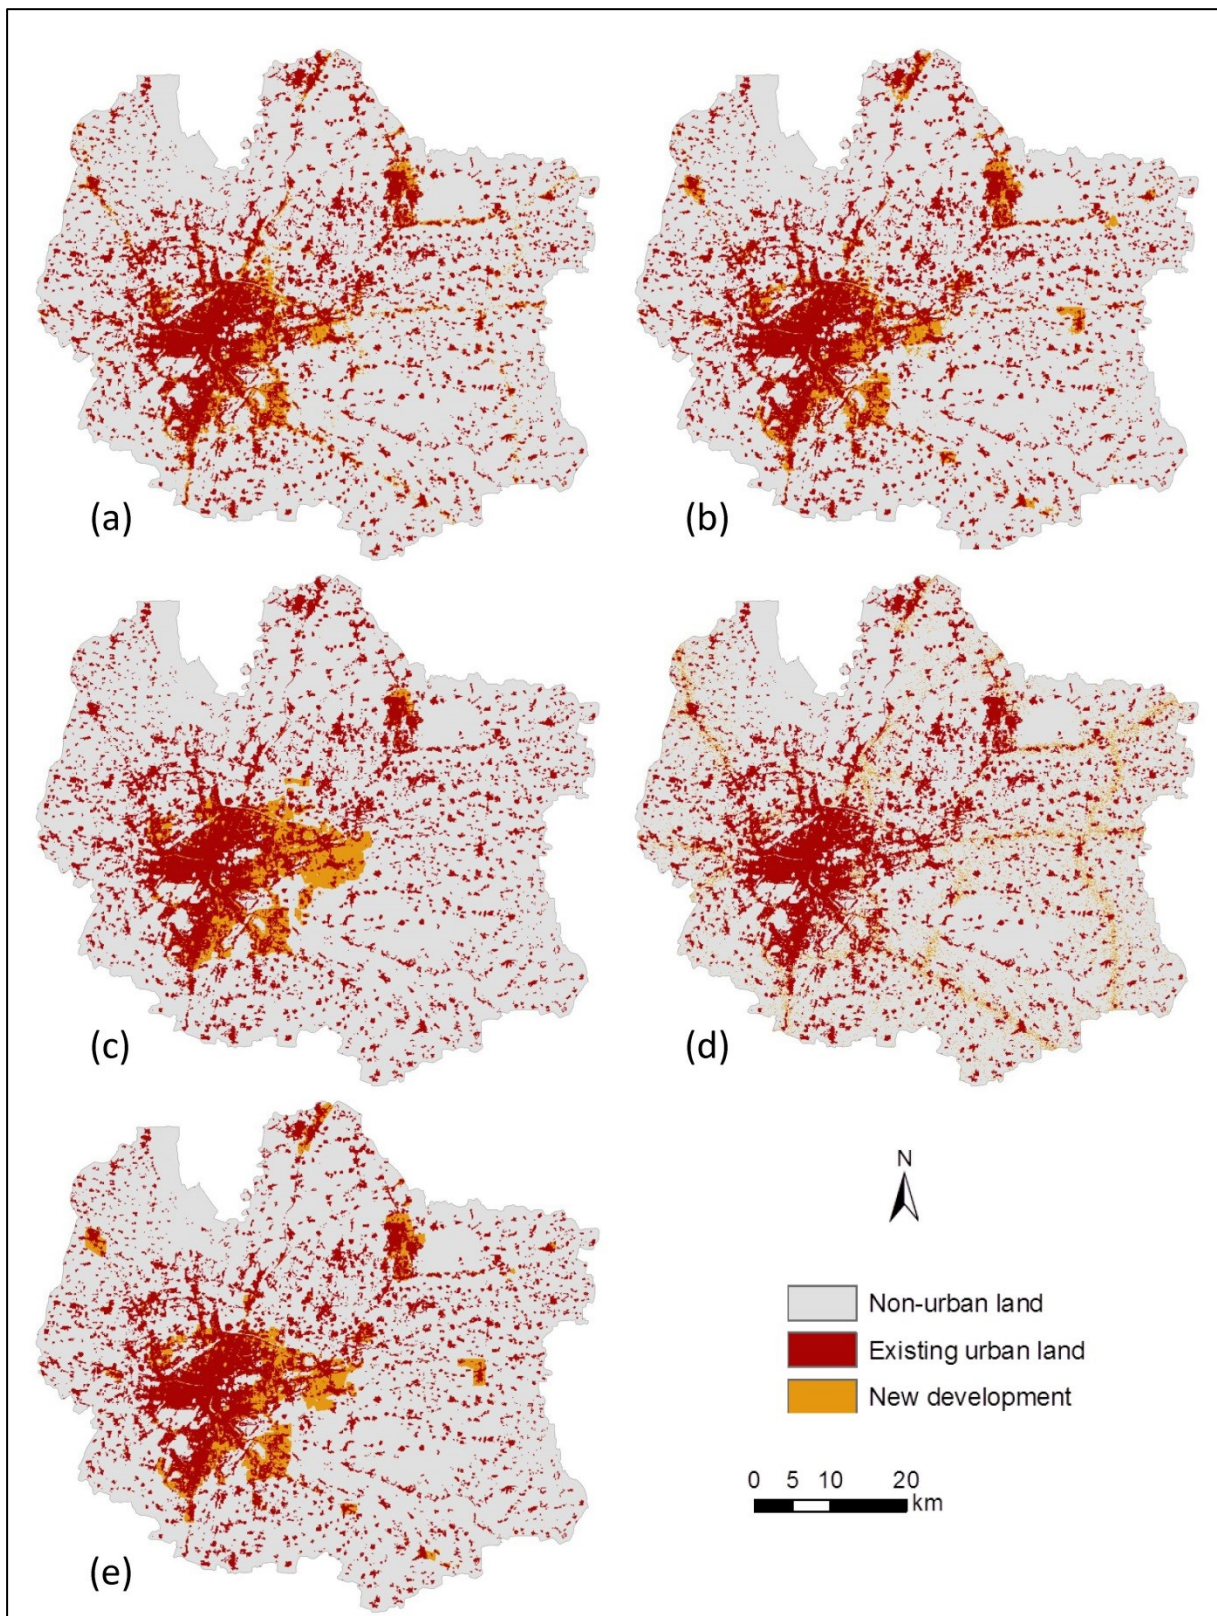 (a)
(b)
(c)
(d)
(e)
N
Non-urban land
Existing urban land
New development
0 5 10 20
km